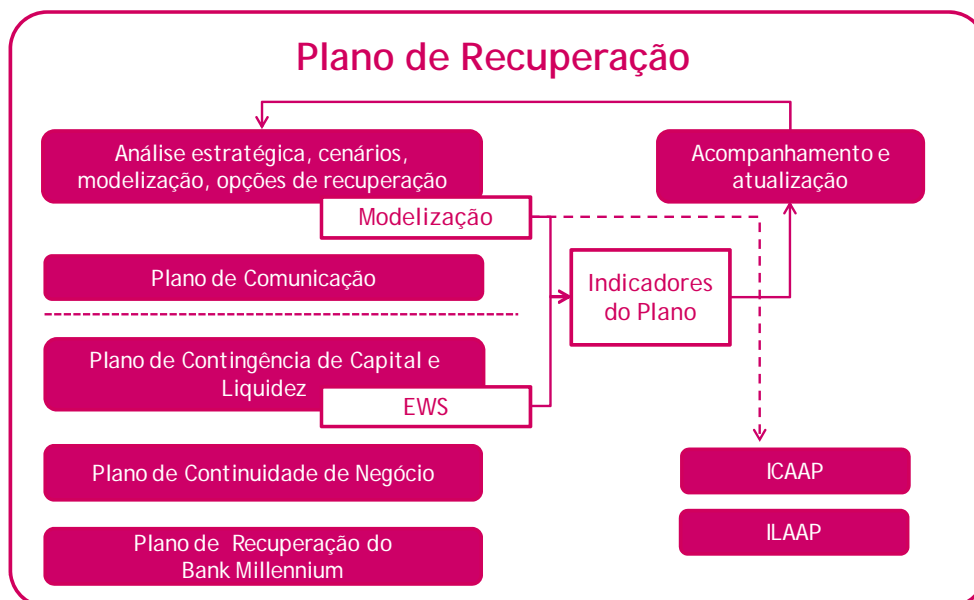 Plano de Recuperação
Análise estratégica, cenários,
modelização, opções de recuperação
Modelização
Acompanhamento e
atualização
Plano de Comunicação
Indicadores
do Plano
Plano de Contingência de Capital e
Liquidez
EWS
Plano de Continuidade de Negócio
ICAAP
ILAAP
Plano de Recuperação do
Bank Millennium